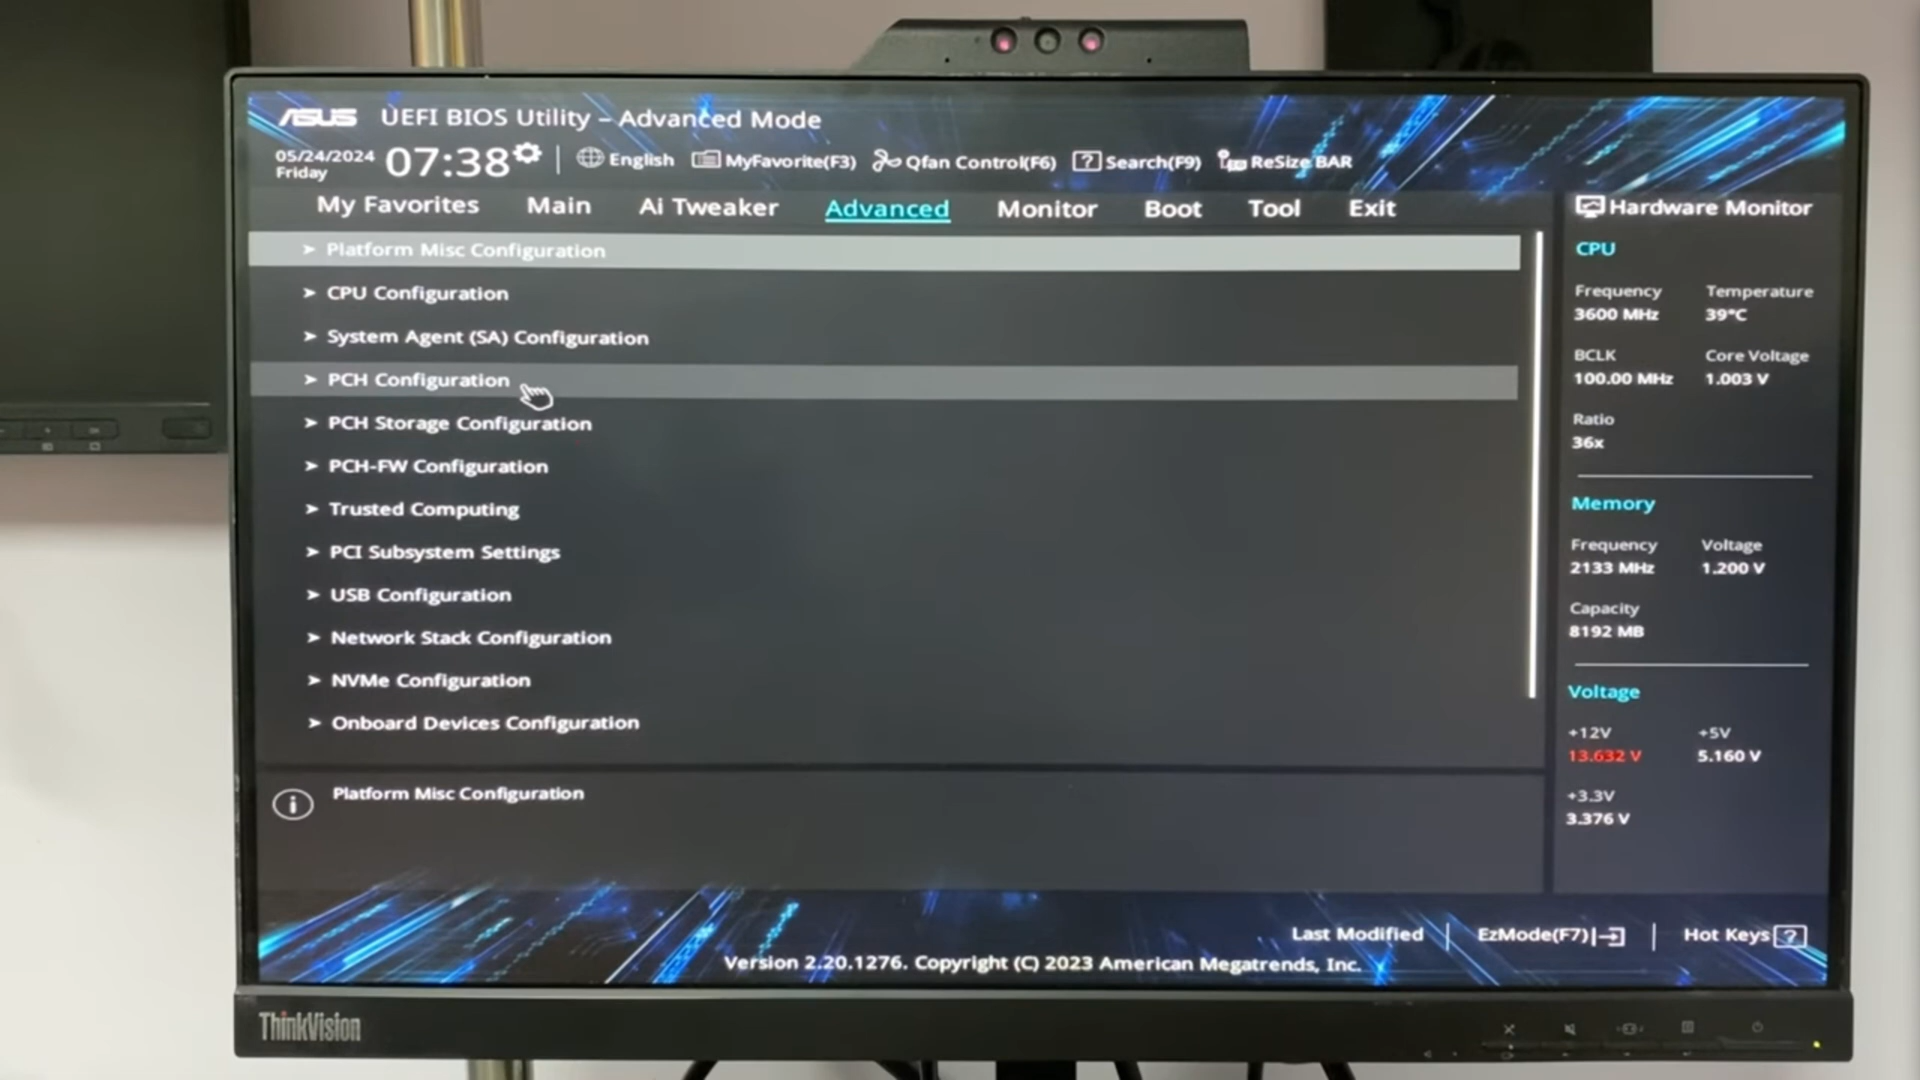 ASUS UEFI BIOS Utility – Advanced Mode
05/24/2024
Friday
07:38
English
MyFavorite(F3)
Qfan Control(F6)
? Search(F9)
ReSize BAR
My Favorites Main Ai Tweaker Advanced Monitor Boot Tool Exit
> Platform Misc Configuration
> CPU Configuration
> System Agent (SA) Configuration
> PCH Configuration
> PCH Storage Configuration
> PCH-FW Configuration
> Trusted Computing
> PCI Subsystem Settings
> USB Configuration
> Network Stack Configuration
> NVMe Configuration
> Onboard Devices Configuration
i Platform Misc Configuration
Hardware Monitor
CPU
Frequency Temperature
3600 MHz 39°C
BCLK Core Voltage
100.00 MHz 1.003 V
Ratio
36x
Memory
Frequency Voltage
2133 MHz 1.200 V
Capacity
8192 MB
Voltage
+12V +5V
13.632 V 5.160 V
+3.3V
3.376 V
Last Modified EzMode(F7) Hot Keys ?
Version 2.20.1276. Copyright (C) 2023 American Megatrends, Inc.
ThinkVision